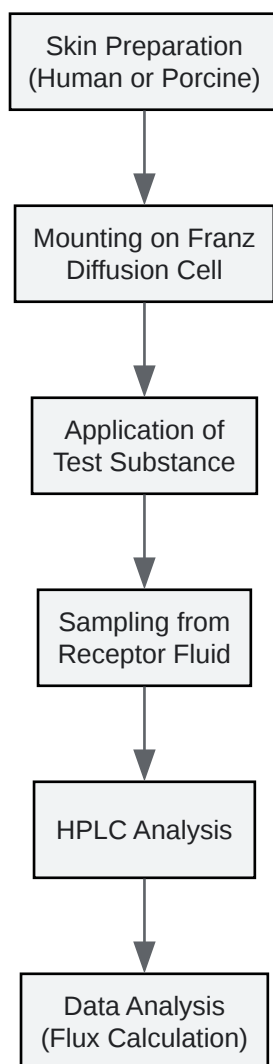 Skin Preparation
(Human or Porcine)
Mounting on Franz
Diffusion Cell
Application of
Test Substance
Sampling from
Receptor Fluid
HPLC Analysis
Data Analysis
(Flux Calculation)